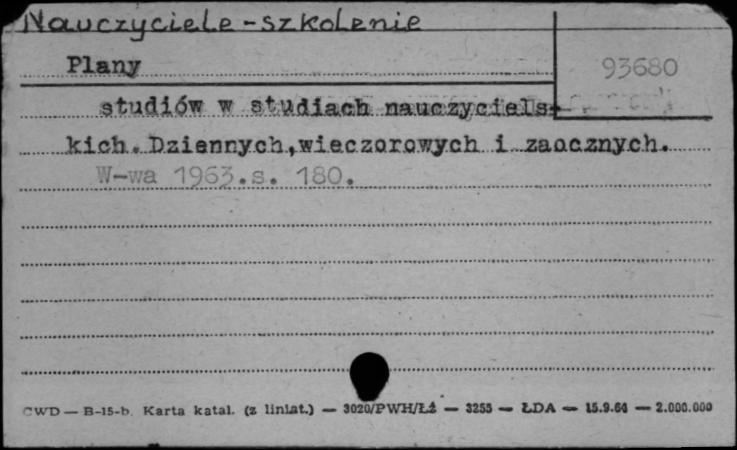 Nauczyciele - szkolenie
Plany
93680
studiów w studiach nauczyciels-
kich. Dziennych, wieczorowych i zaocznych.
W-wa 1963.s. 180.
CWD — B-15-b. Karta katal. (z liniat.) — 3020/PWH/Łź — 3255 — ŁDA — 15.9.64 — 2.000.000